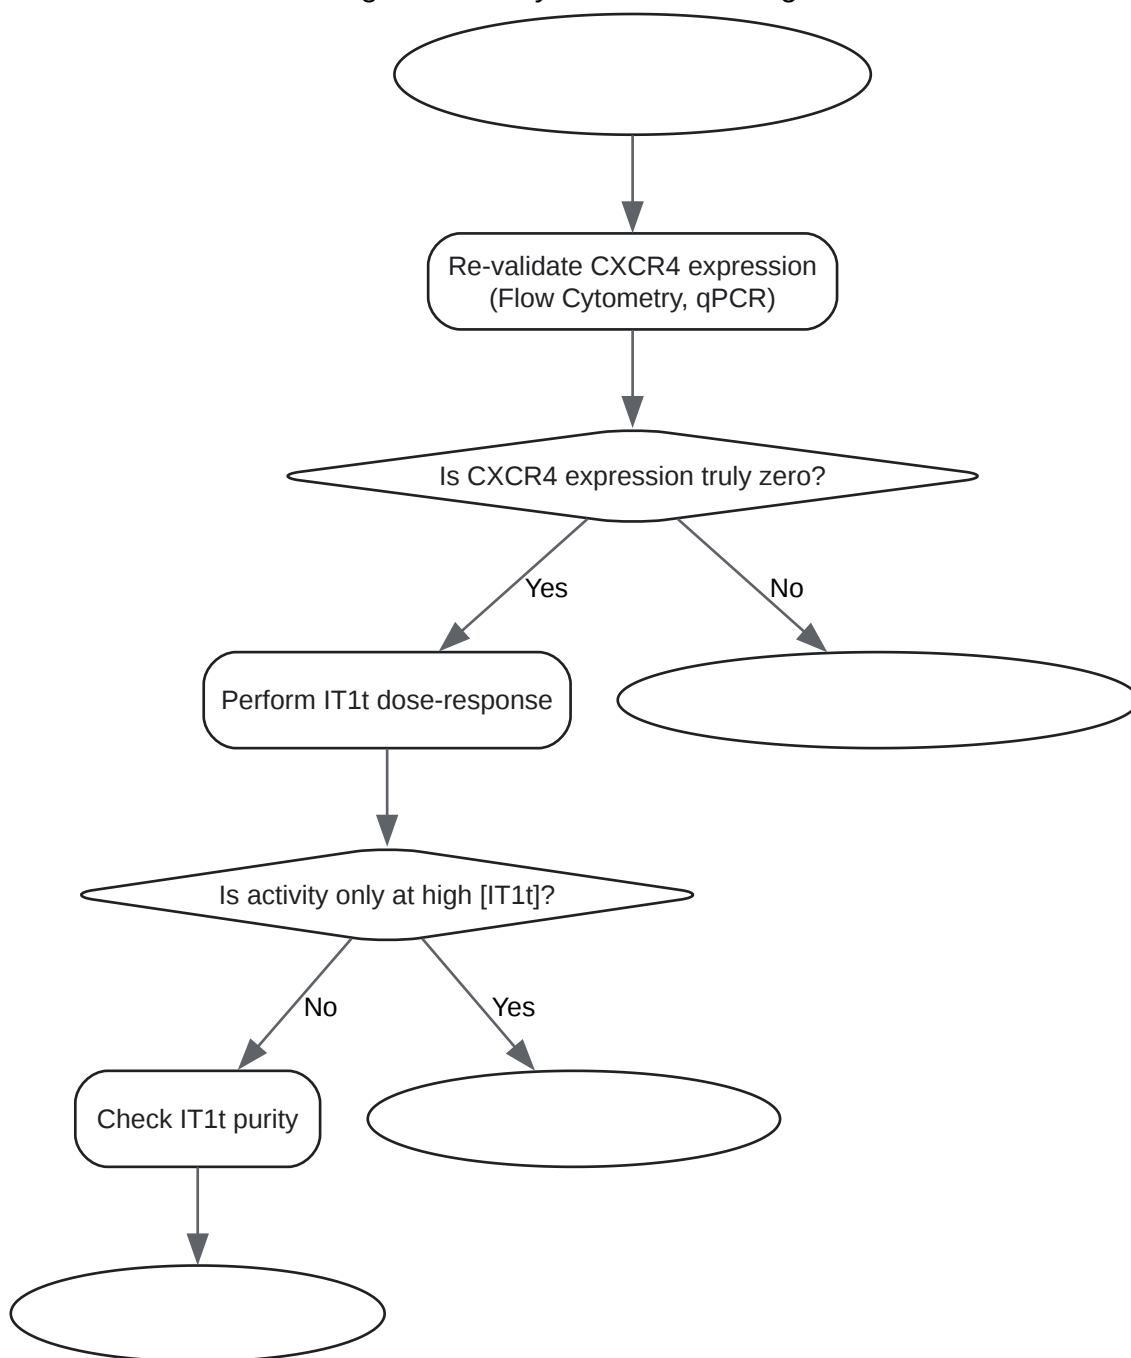 Re-validate CXCR4 expression
(Flow Cytometry, qPCR)
Is CXCR4 expression truly zero?
Yes
No
Perform IT1t dose-response
Is activity only at high [IT1t]?
No
Yes
Check IT1t purity